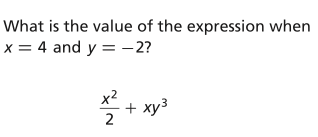 What is the value of the expression when
x = 4 and y = −2?
x²/2 + xy³